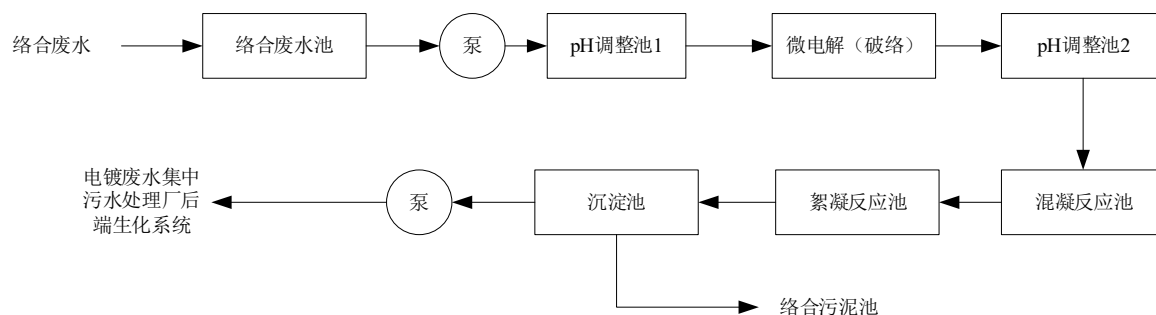 络合废水
络合废水池
泵
pH调整池1
微电解（破络）
pH调整池2
混凝反应池
絮凝反应池
沉淀池
泵
电镀废水集中
污水处理厂后
端生化系统
络合污泥池